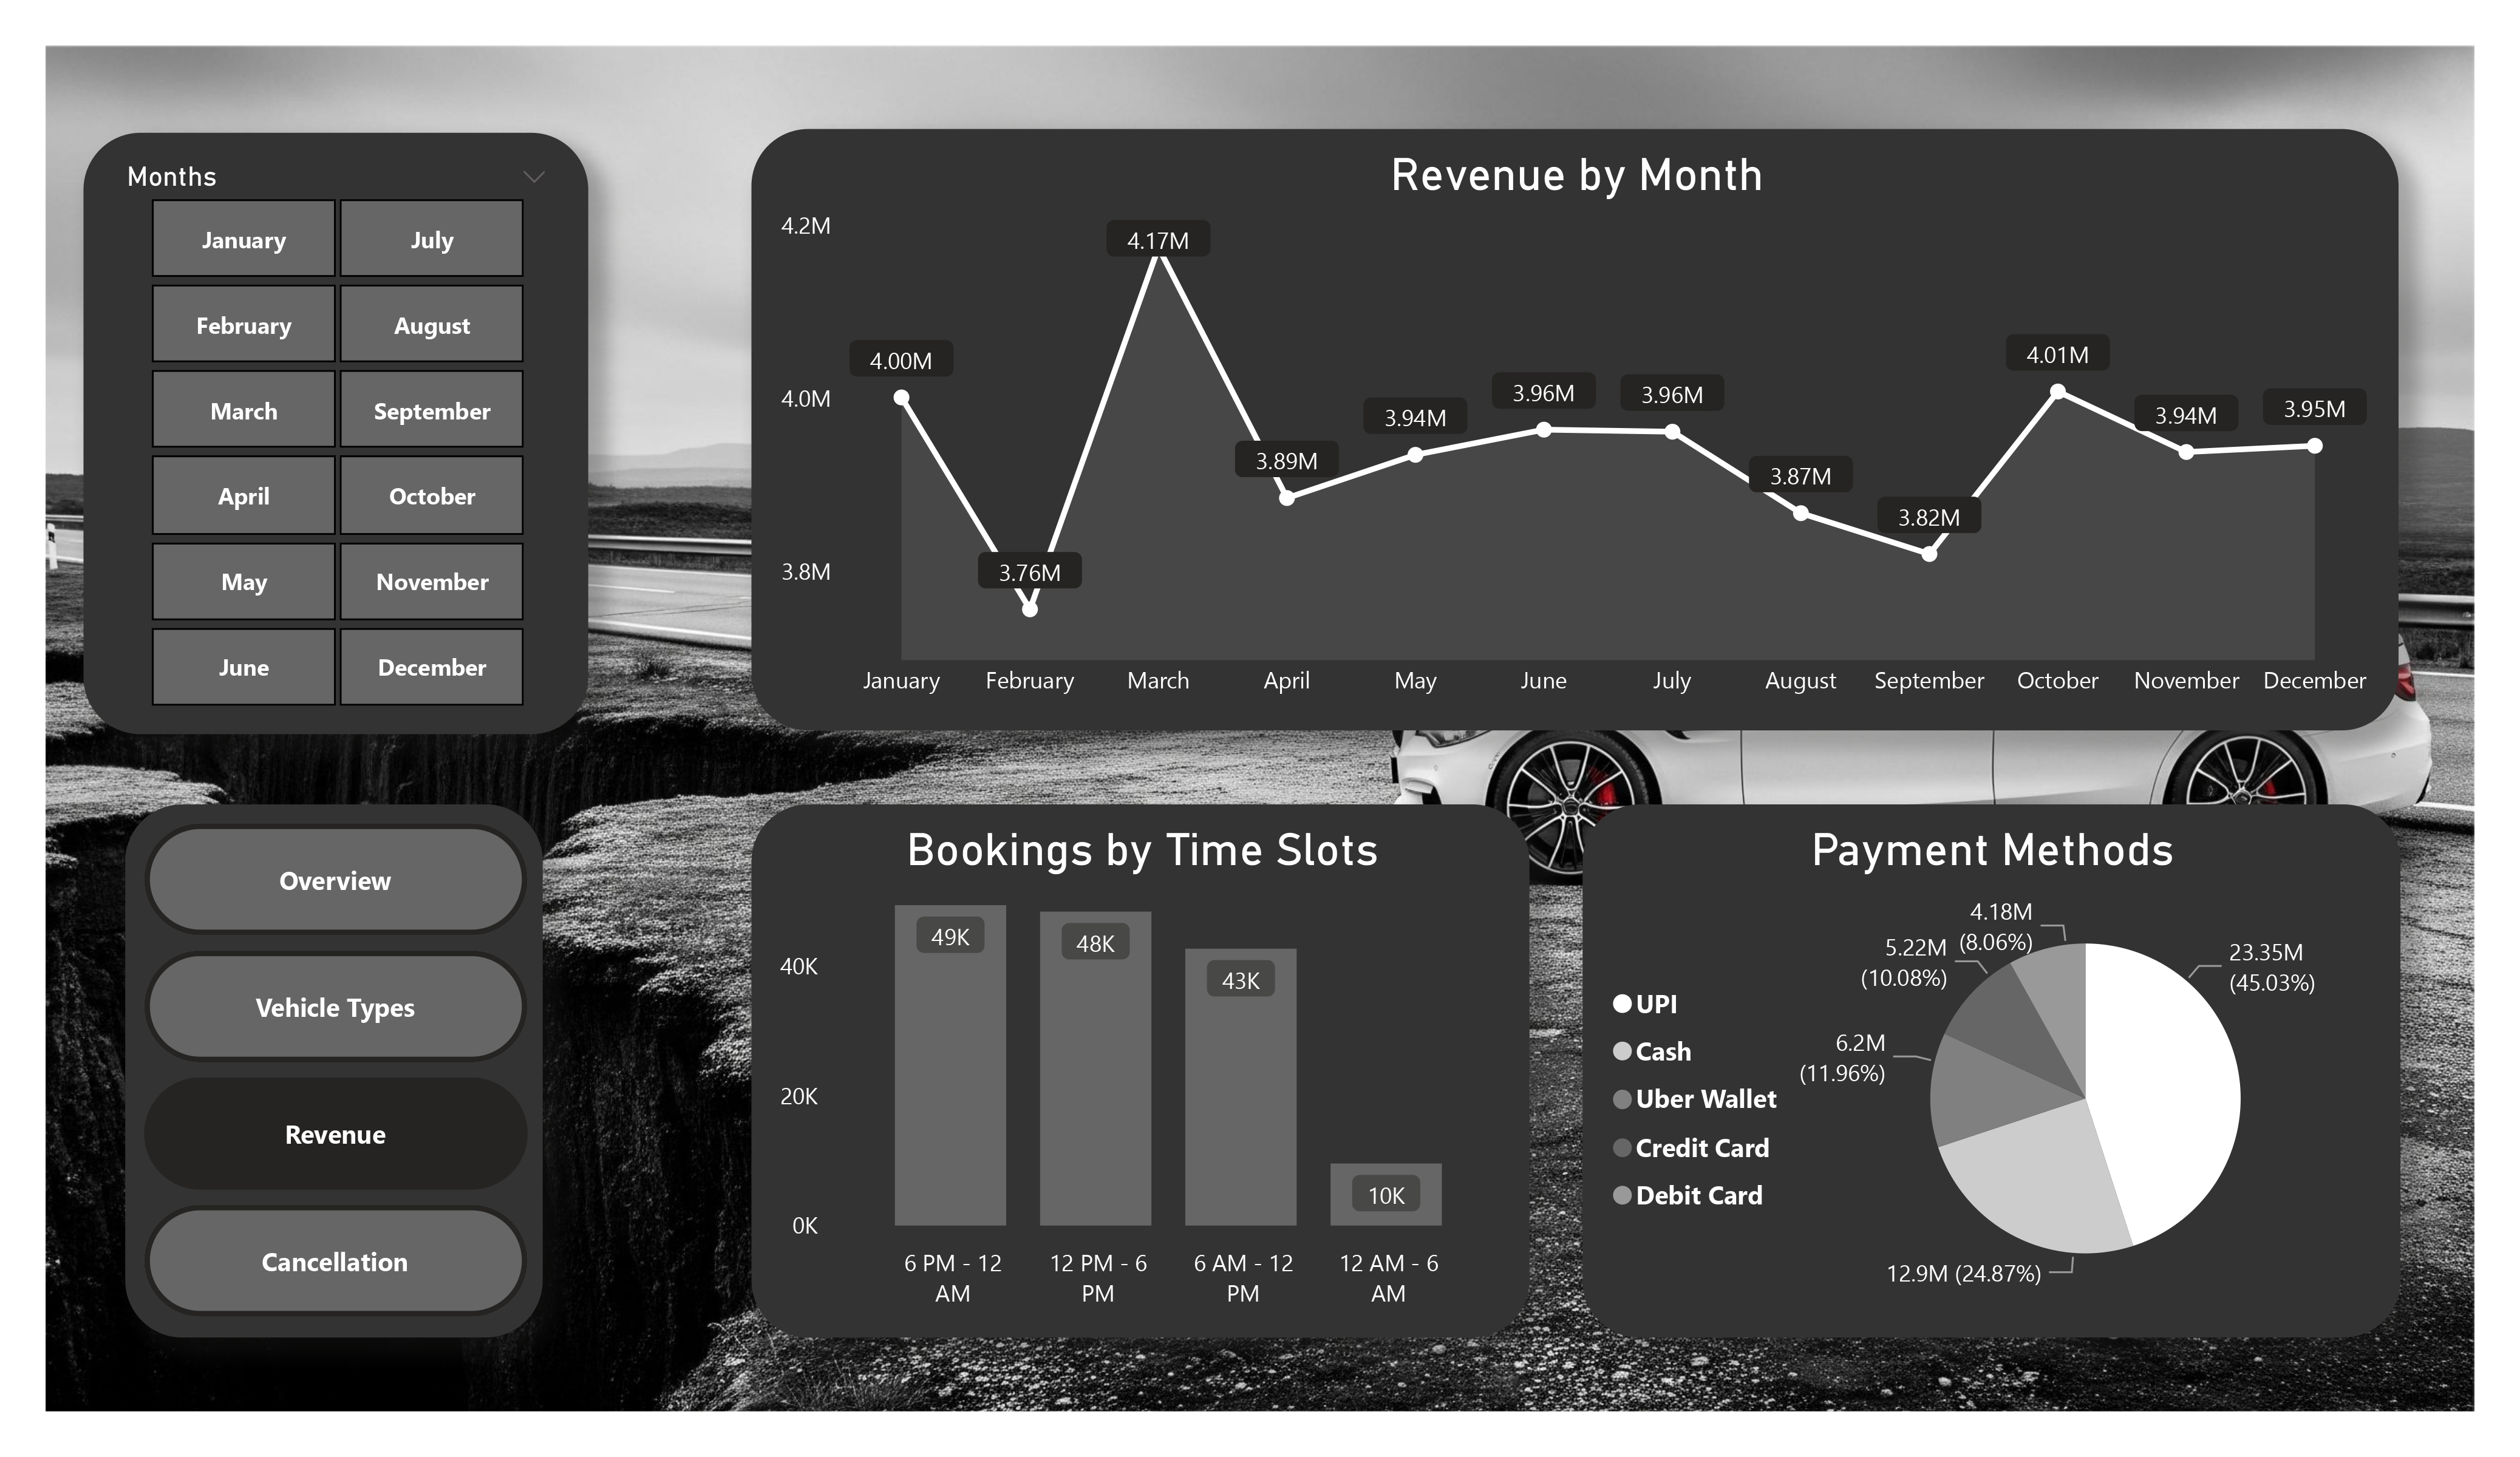 Months
January
July
February
August
March
September
April
October
May
November
June
December
Revenue by Month
4.2M
4.0M
3.8M
4.00M
3.76M
4.17M
3.89M
3.94M
3.96M
3.96M
3.87M
3.82M
4.01M
3.94M
3.95M
January
February
March
April
May
June
July
August
September
October
November
December
Overview
Vehicle Types
Revenue
Cancellation
Bookings by Time Slots
40K
20K
0K
49K
48K
43K
10K
6 PM - 12
AM
12 PM - 6
PM
6 AM - 12
PM
12 AM - 6
AM
Payment Methods
UPI
Cash
Uber Wallet
Credit Card
Debit Card
4.18M
(8.06%)
5.22M
(10.08%)
6.2M
(11.96%)
12.9M (24.87%)
23.35M
(45.03%)